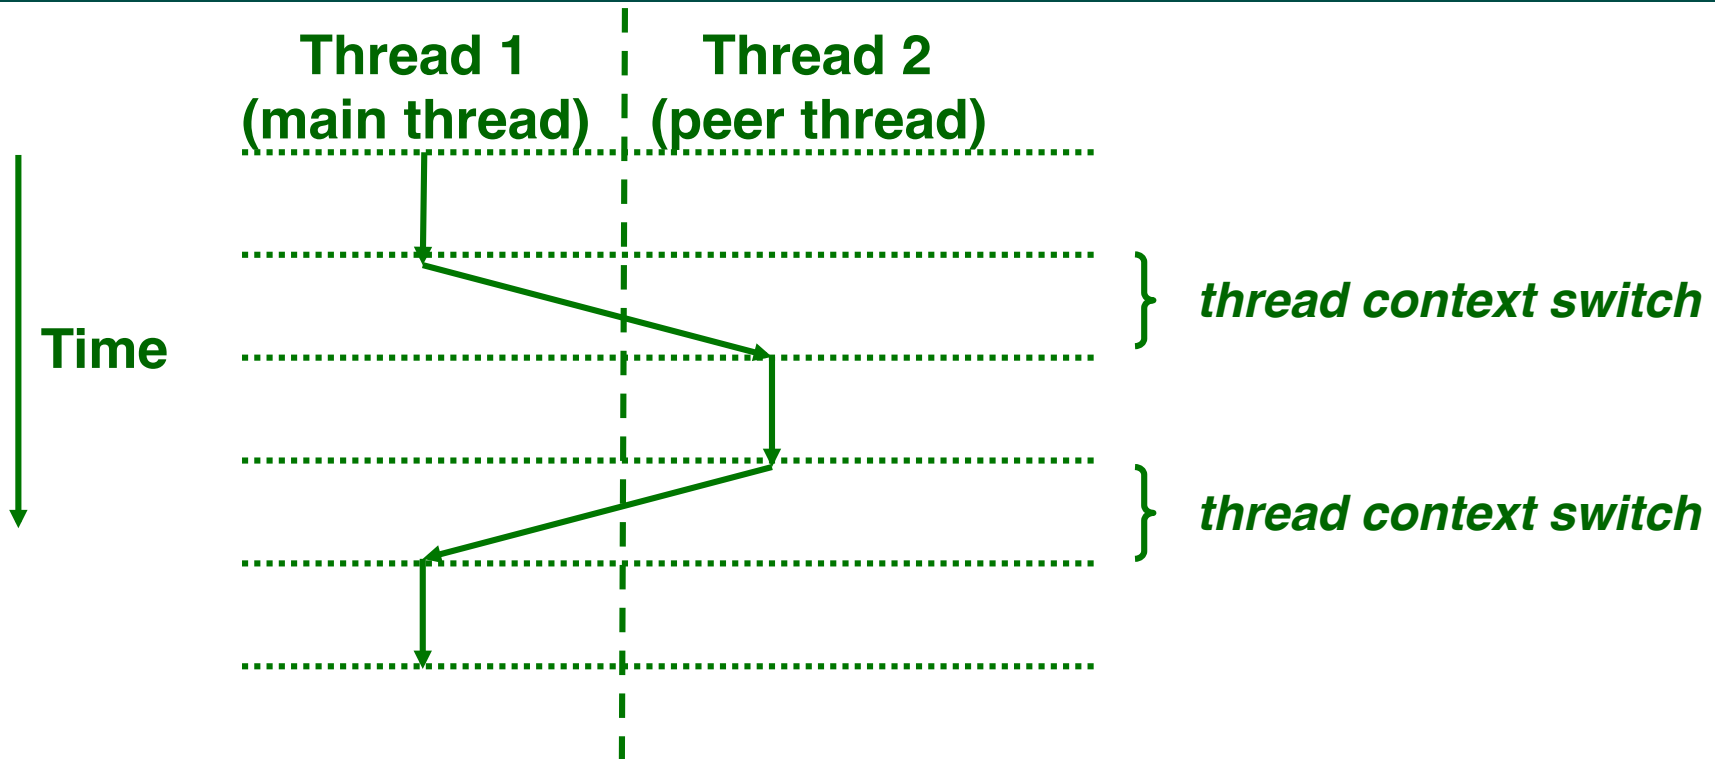 Thread 1
(main thread)
Thread 2
(peer thread)
Time
thread context switch
thread context switch